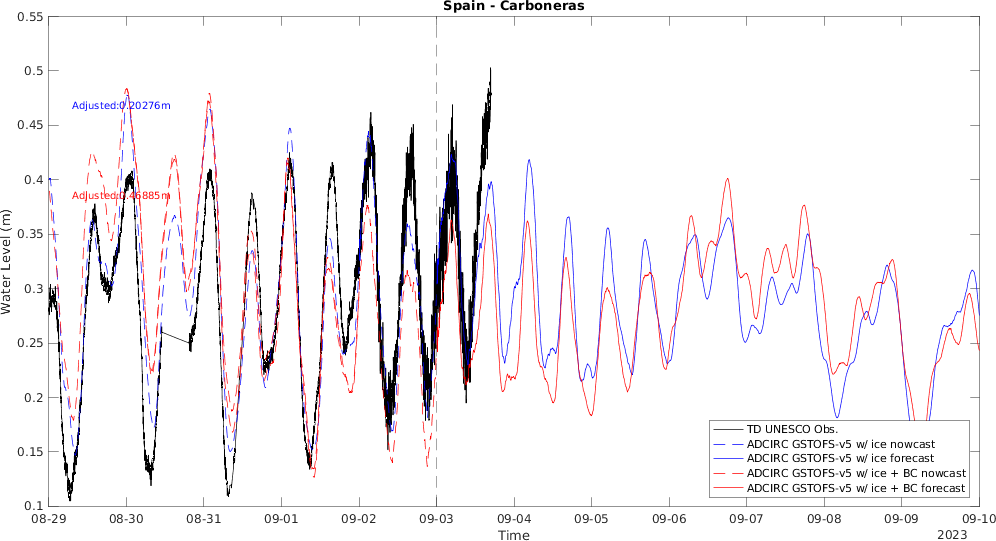 Spain - Carboneras
Water Level (m)
0.55
0.5
0.45
0.4
0.35
0.3
0.25
0.2
0.15
0.1
Adjusted:0.20276m
Adjusted:0.46885m
TD UNESCO Obs.
ADCIRC GSTOFS-v5 w/ ice nowcast
ADCIRC GSTOFS-v5 w/ ice forecast
ADCIRC GSTOFS-v5 w/ ice + BC nowcast
ADCIRC GSTOFS-v5 w/ ice + BC forecast
08-29 08-30 08-31 09-01 09-02 09-03 09-04 09-05 09-06 09-07 09-08 09-09 09-10
Time
2023